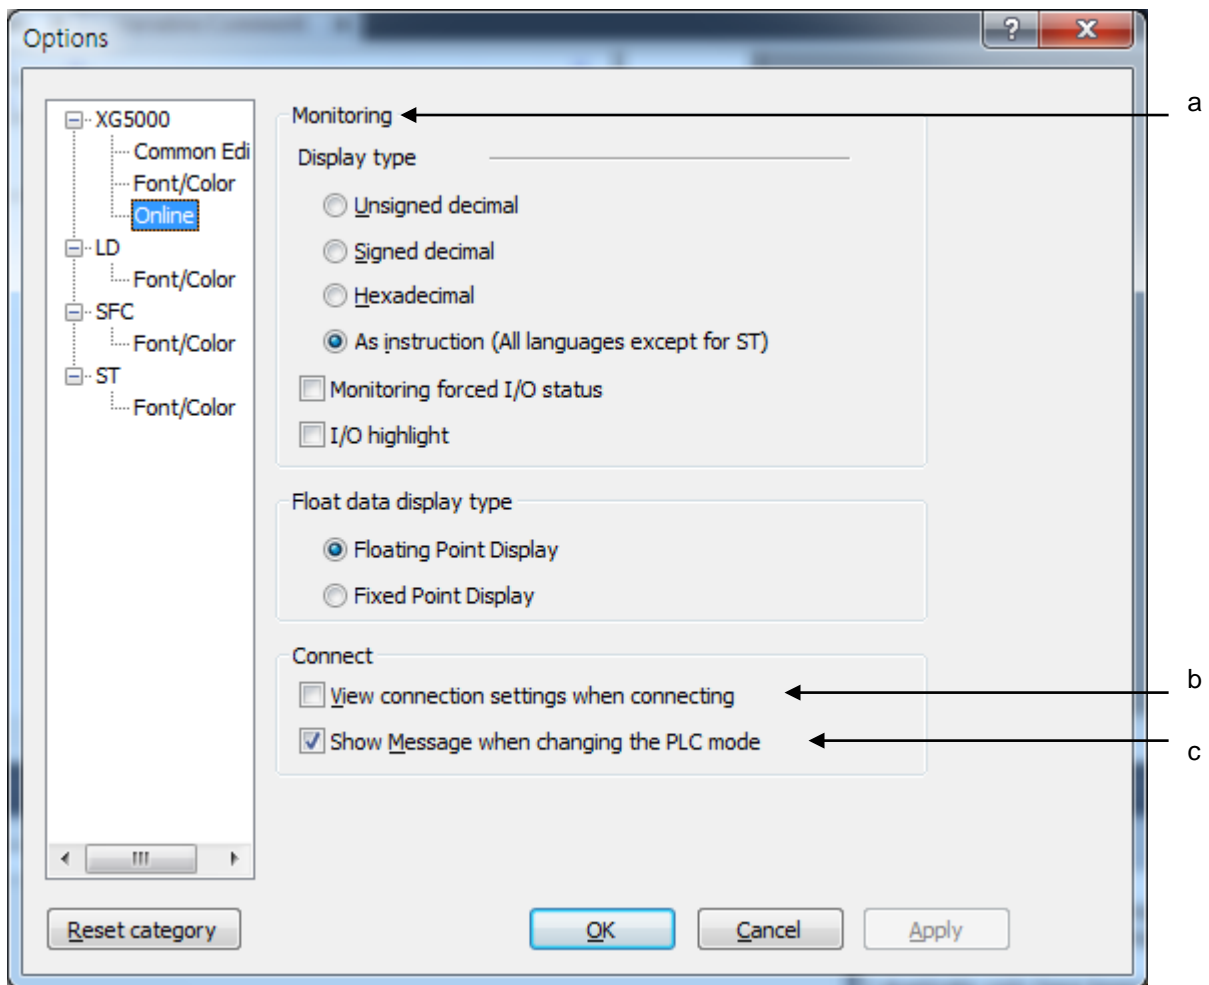 Options
?
X
a
XG5000
Common Edi
Font/Color
Online
LD
Font/Color
SFC
Font/Color
ST
Font/Color
Monitoring
Display type
Unsigned decimal
Signed decimal
Hexadecimal
As instruction (All languages except for ST)
Monitoring forced I/O status
I/O highlight
Float data display type
Floating Point Display
Fixed Point Display
Connect
View connection settings when connecting
b
Show Message when changing the PLC mode
c
Reset category
OK
Cancel
Apply